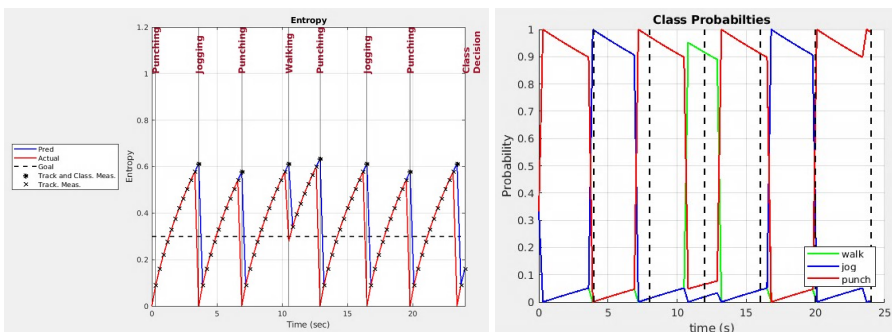 Entropy
1.2
1
0.8
0.6
0.4
0.2
0
Entropy
0
5
10
15
20
Time (sec)
Punching
Jogging
Punching
Walking
Punching
Jogging
Punching
Class
Decision
Pred
Actual
Goal
Track and Class. Meas.
Track. Meas.
Class Probabilties
1
0.9
0.8
0.7
0.6
0.5
0.4
0.3
0.2
0.1
0
Probability
0
5
10
15
20
25
time (s)
walk
jog
punch